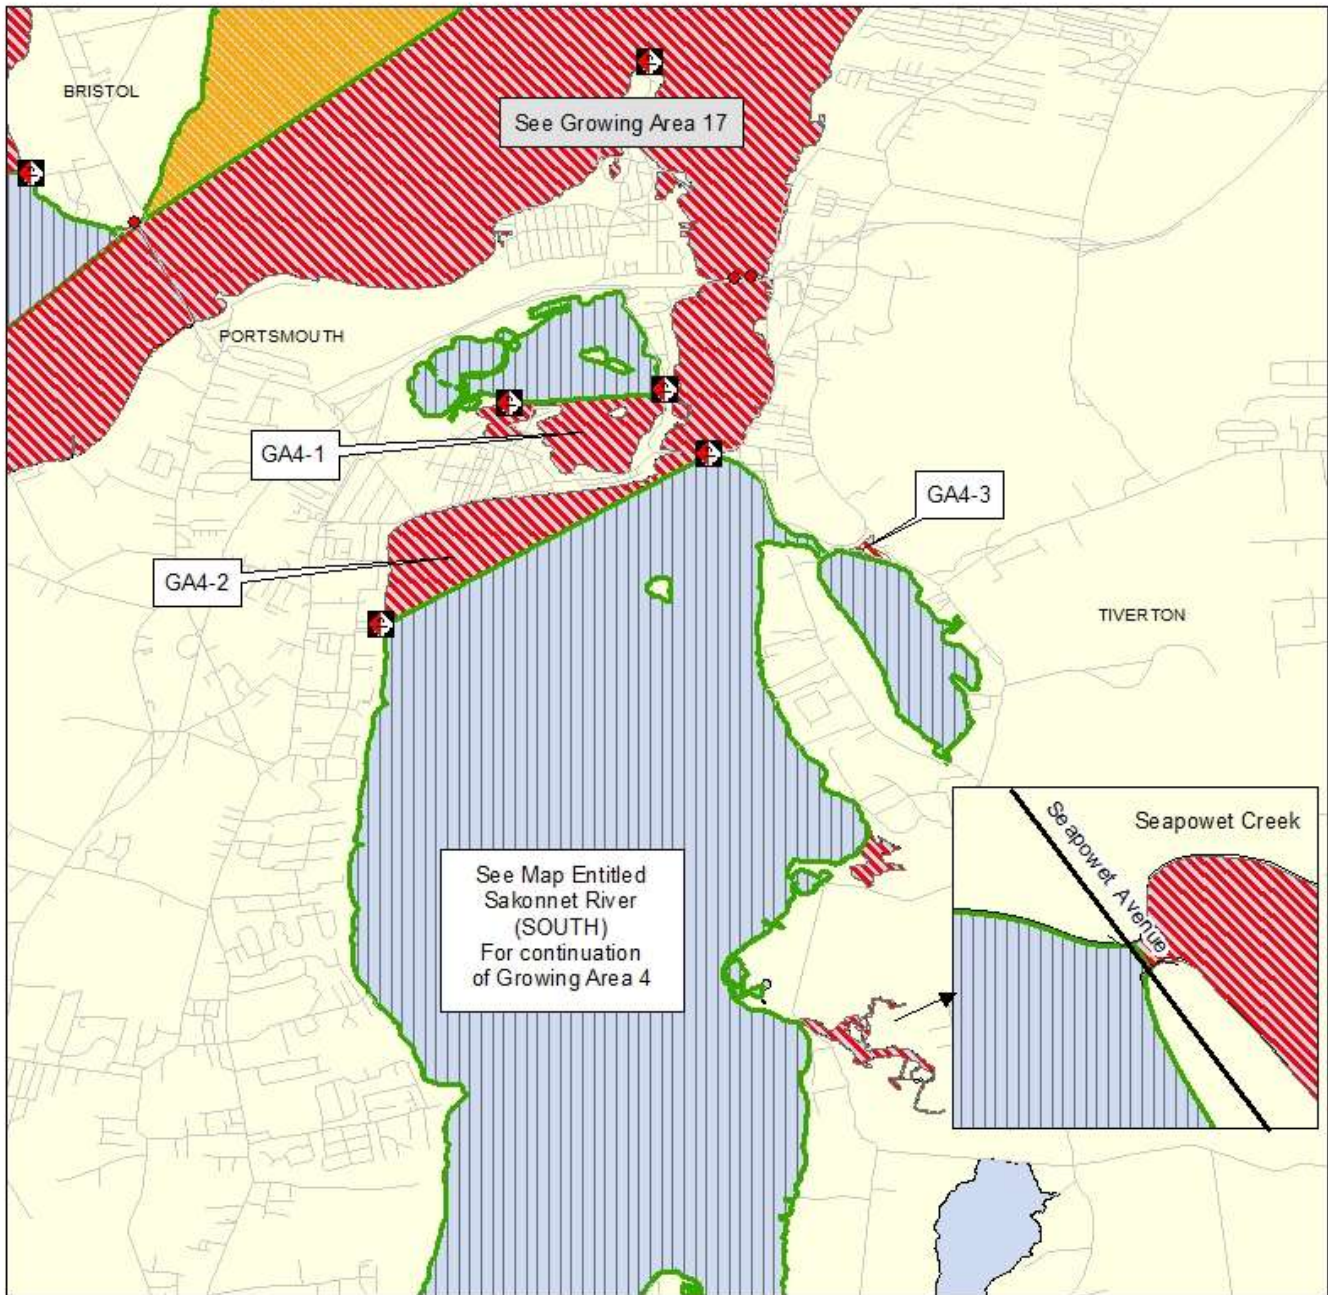 BRISTOL
See Growing Area 17
PORTSMOUTH
GA4-1
GA4-3
GA4-2
TIVERTON
Seapowet Creek
Seapowet Avenue
See Map Entitled
Sakonnet River
(SOUTH)
For continuation
of Growing Area 4